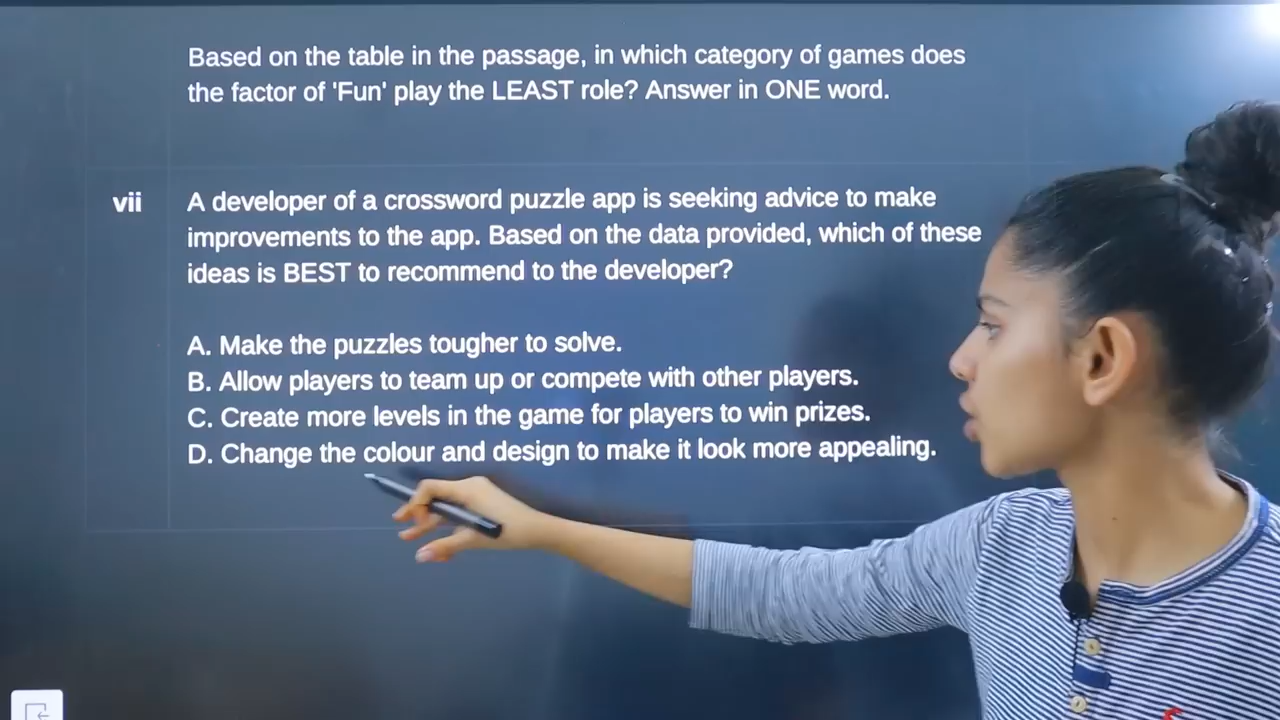 Based on the table in the passage, in which category of games does
the factor of 'Fun' play the LEAST role? Answer in ONE word.
vii
A developer of a crossword puzzle app is seeking advice to make
improvements to the app. Based on the data provided, which of these
ideas is BEST to recommend to the developer?
A. Make the puzzles tougher to solve.
B. Allow players to team up or compete with other players.
C. Create more levels in the game for players to win prizes.
D. Change the colour and design to make it look more appealing.